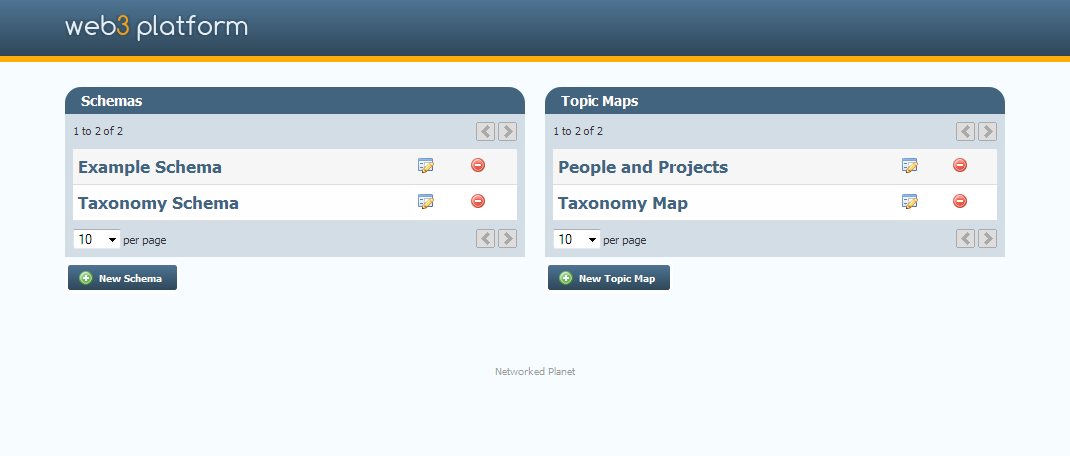 web3 platform
Schemas
1 to 2 of 2
Example Schema
Taxonomy Schema
10 per page
New Schema
Topic Maps
1 to 2 of 2
People and Projects
Taxonomy Map
10 per page
New Topic Map
Networked Planet